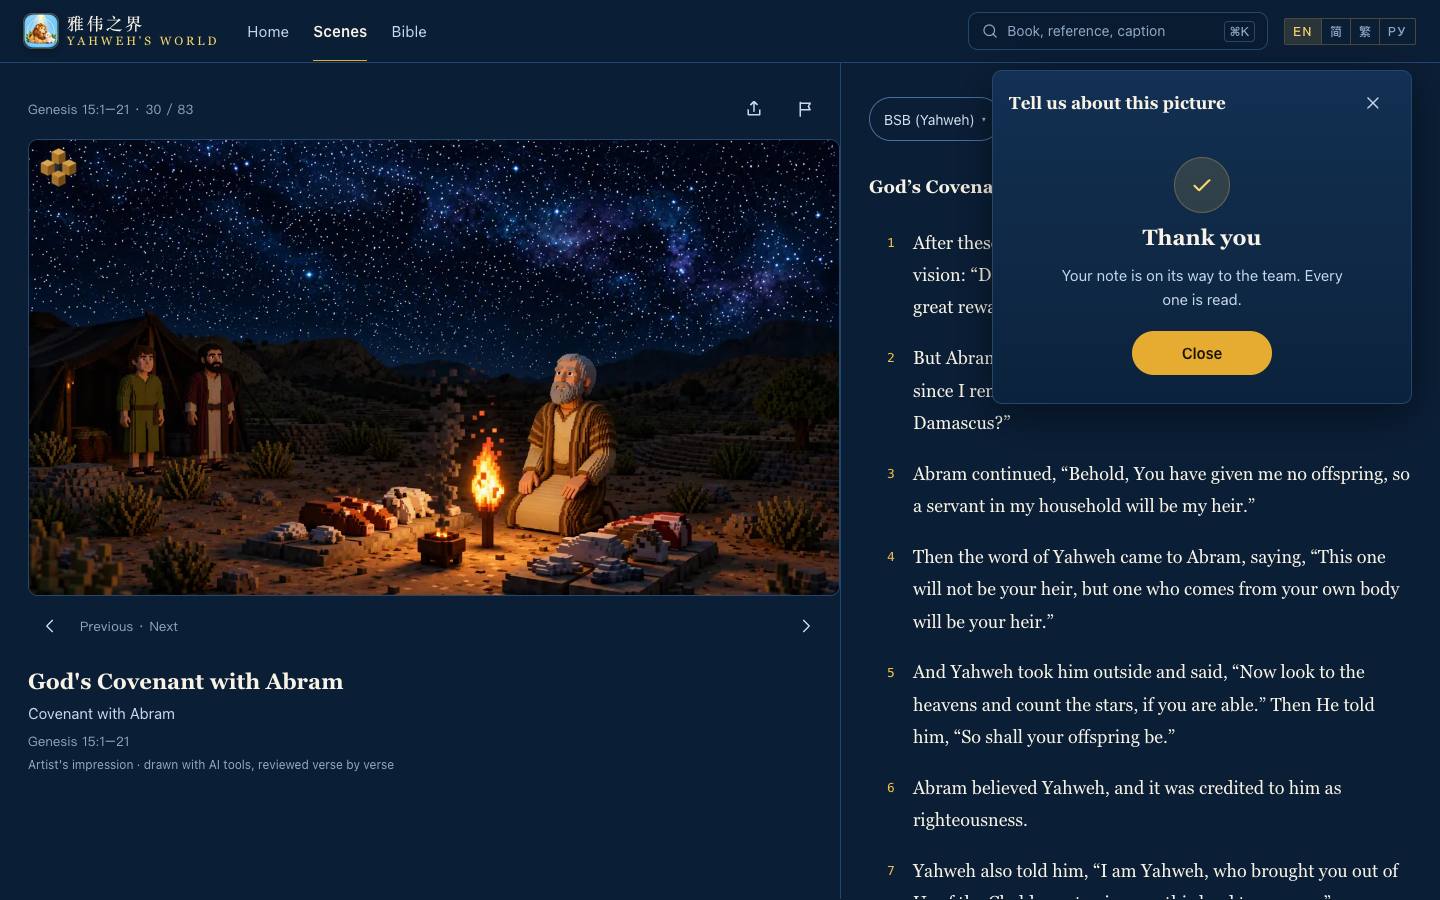 雅伟之界
YAHWEH'S WORLD
Home
Scenes
Bible
Book, reference, caption
⌘K
EN
简
繁
РУ
Genesis 15:1–21 · 30 / 83
Previous · Next
God's Covenant with Abram
Covenant with Abram
Genesis 15:1–21
Artist's impression · drawn with AI tools, reviewed verse by verse
BSB (Yahweh)
God’s
1 After
vision:
great
2 But
since I
Damascus?”
3 Abram continued, “Behold, You have given me no offspring, so
a servant in my household will be my heir.”
4 Then the word of Yahweh came to Abram, saying, “This one
will not be your heir, but one who comes from your own body
will be your heir.”
5 And Yahweh took him outside and said, “Now look to the
heavens and count the stars, if you are able.” Then He told
him, “So shall your offspring be.”
6 Abram believed Yahweh, and it was credited to him as
righteousness.
7 Yahweh also told him, “I am Yahweh, who brought you out of
Tell us about this picture
Thank you
Your note is on its way to the team. Every
one is read.
Close